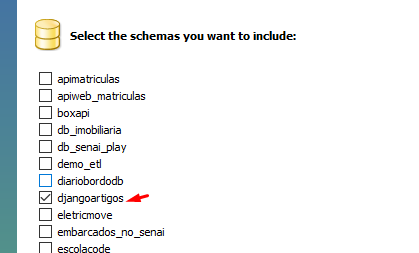 Select the schemas you want to include:
apimatriculas
apiweb_matriculas
boxapi
db_imobiliaria
db_senai_play
demo_etl
diariobordodb
djangoartigos
eletricmove
embarcados_no_senai
escolacode